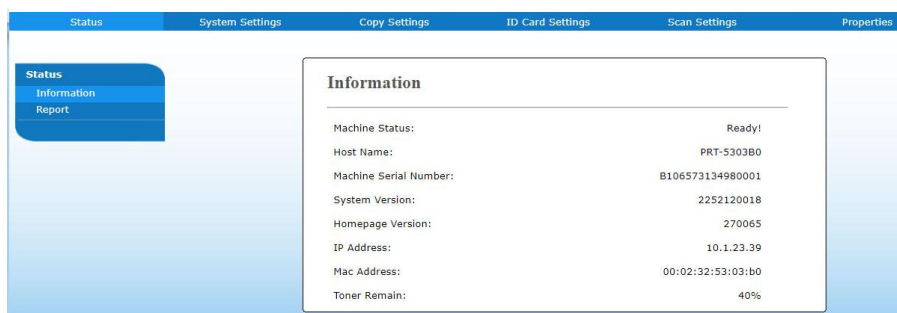 Status System Settings Copy Settings ID Card Settings Scan Settings Properties
Status
Information
Report
Information
Machine Status: Ready!
Host Name: PRT-5303B0
Machine Serial Number: B106573134980001
System Version: 2252120018
Homepage Version: 270065
IP Address: 10.1.23.39
Mac Address: 00:02:32:53:03:b0
Toner Remain: 40%